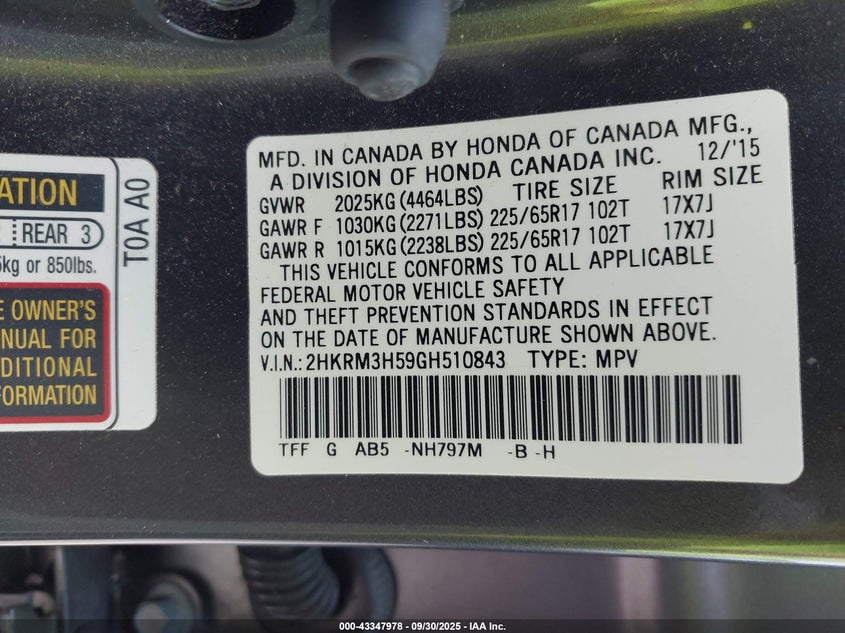 ATION
REAR 3
5kg or 850lbs.
E OWNER'S
NUAL FOR
DITIONAL
FORMATION
T0A A0
MFD. IN CANADA BY HONDA OF CANADA MFG.,
A DIVISION OF HONDA CANADA INC. 12/'15
GVWR 2025KG (4464LBS) TIRE SIZE RIM SIZE
GAWR F 1030KG (2271LBS) 225/65R17 102T 17X7J
GAWR R 1015KG (2238LBS) 225/65R17 102T 17X7J
THIS VEHICLE CONFORMS TO ALL APPLICABLE
FEDERAL MOTOR VEHICLE SAFETY
AND THEFT PREVENTION STANDARDS IN EFFECT
ON THE DATE OF MANUFACTURE SHOWN ABOVE.
V.I.N.: 2HKRM3H59GH510843 TYPE: MPV
TFF G AB5 -NH797M -B -H
000-43347978 - 09/30/2025 - IAA Inc.